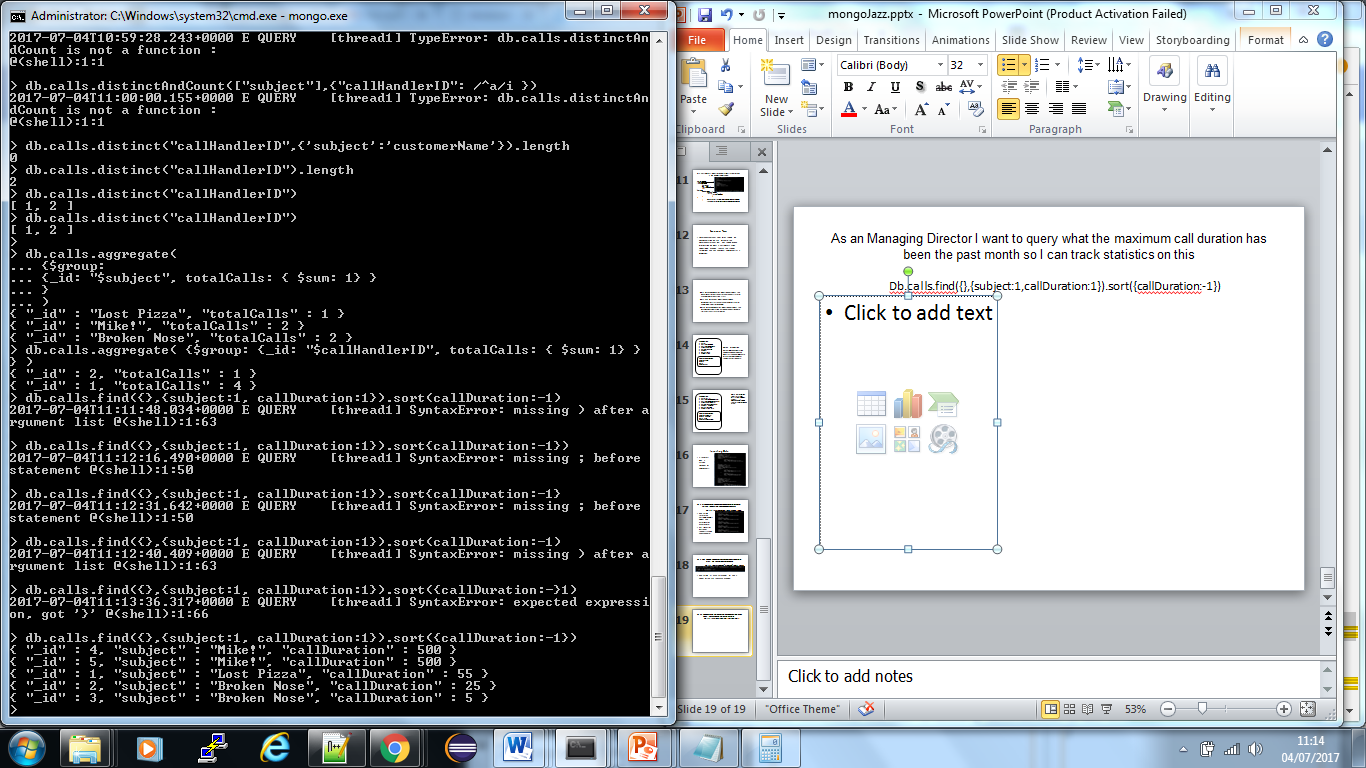 Administrator: C:\Windows\system32\cmd.exe - mongo.exe
2017-07-04T10:59:28.243+0000 E QUERY    [thread1] TypeError: db.calls.distinctAn
dCount is not a function :
@(shell):1:1
> db.calls.distinctAndCount(["subject"],{"callHandlerID": /^a/i })
2017-07-04T11:00:00.155+0000 E QUERY    [thread1] TypeError: db.calls.distinctAn
dCount is not a function :
@(shell):1:1
> db.calls.distinct("callHandlerID",{'subject':'customerName'}).length
0
> db.calls.distinct("callHandlerID").length
2
> db.calls.distinct("callHandlerID")
[ 1, 2 ]
> db.calls.distinct("callHandlerID")
[ 1, 2 ]
>
> db.calls.aggregate(
... {$group:
... {_id: "$subject", totalCalls: { $sum: 1} }
... }
... )
{ "_id" : "Lost Pizza", "totalCalls" : 1 }
{ "_id" : "Mike!", "totalCalls" : 2 }
{ "_id" : "Broken Nose", "totalCalls" : 2 }
> db.calls.aggregate( {$group: {_id: "$callHandlerID", totalCalls: { $sum: 1} }
} )
{ "_id" : 2, "totalCalls" : 1 }
{ "_id" : 1, "totalCalls" : 4 }
> db.calls.find({},{subject:1, callDuration:1}).sort(callDuration:-1)
2017-07-04T11:11:48.034+0000 E QUERY    [thread1] SyntaxError: missing ) after a
rgument list @(shell):1:63
> db.calls.find({},{subject:1, callDuration:1}).sort(callDuration:-1})
2017-07-04T11:12:16.490+0000 E QUERY    [thread1] SyntaxError: missing ; before
statement @(shell):1:50
> db.calls.find({},{subject:1, callDuration:1}).sort(callDuration:-1)
2017-07-04T11:12:31.642+0000 E QUERY    [thread1] SyntaxError: missing ; before
statement @(shell):1:50
> db.calls.find({},{subject:1, callDuration:1}).sort(callDuration:-1)
2017-07-04T11:12:40.409+0000 E QUERY    [thread1] SyntaxError: missing ) after a
rgument list @(shell):1:63
> db.calls.find({},{subject:1, callDuration:1}).sort({callDuration:-}1)
2017-07-04T11:13:36.317+0000 E QUERY    [thread1] SyntaxError: expected expressi
on, got '}' @(shell):1:66
> db.calls.find({},{subject:1, callDuration:1}).sort({callDuration:-1})
{ "_id" : 4, "subject" : "Mike!", "callDuration" : 500 }
{ "_id" : 5, "subject" : "Mike!", "callDuration" : 500 }
{ "_id" : 1, "subject" : "Lost Pizza", "callDuration" : 55 }
{ "_id" : 2, "subject" : "Broken Nose", "callDuration" : 25 }
{ "_id" : 3, "subject" : "Broken Nose", "callDuration" : 5 }
>
mongoJazz.pptx - Microsoft PowerPoint (Product Activation Failed)
File Home Insert Design Transitions Animations Slide Show Review View Storyboarding Format
Calibri (Body) 32
Paste
New
Slide
B I U S abc AV
A Aa A A
Drawing
Editing
Clipboard Slides Font Paragraph
11
12
13
14
15
16
17
18
19
As an Managing Director I want to query what the maximum call duration has
been the past month so I can track statistics on this
Db.calls.find({},{subject:1,callDuration:1}).sort({callDuration:-1})
• Click to add text
Click to add notes
Slide 19 of 19 "Office Theme" 53%
11:14
04/07/2017